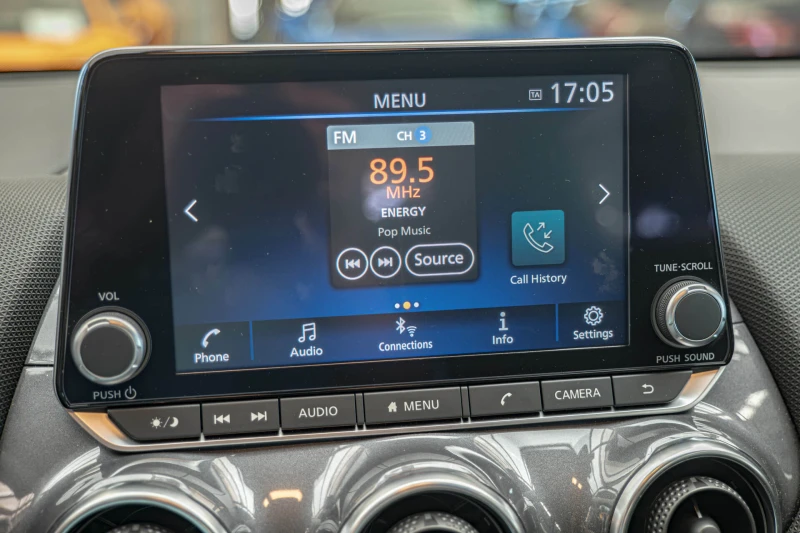 MENU
TA 17:05
FM CH 3
89.5
MHz
ENERGY
Pop Music
Source
Call History
Phone Audio Connections Info Settings
VOL
PUSH
TUNE·SCROLL
PUSH SOUND
AUDIO MENU CAMERA